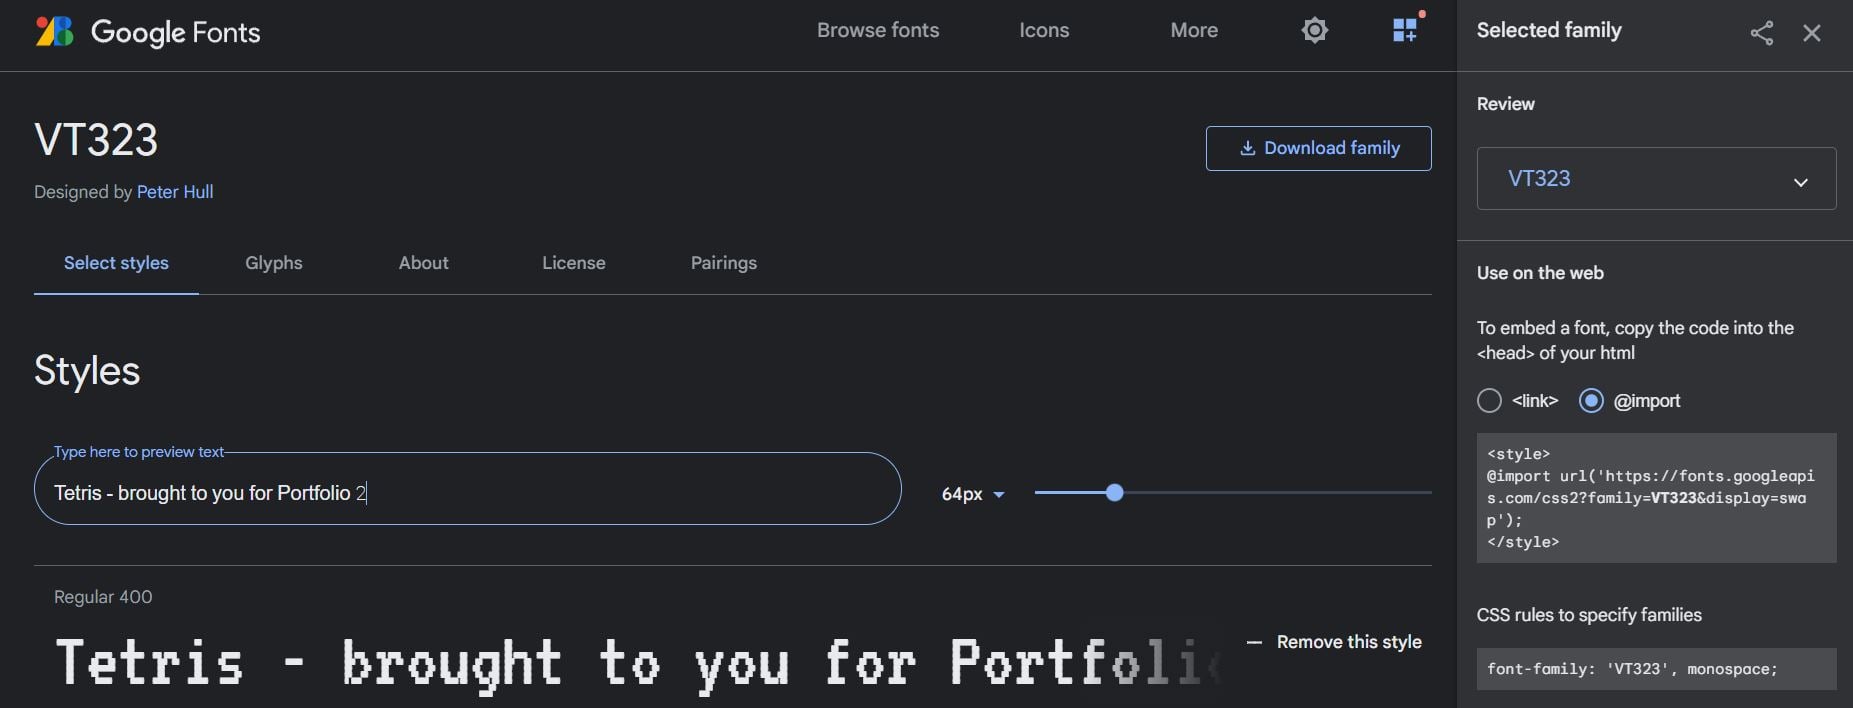 Google Fonts
Browse fonts
Icons
More
VT323
Designed by Peter Hull
Download family
Select styles
Glyphs
About
License
Pairings
Styles
Type here to preview text
Tetris - brought to you for Portfolio 2
64px
Regular 400
Tetris - brought to you for Portfoli
Remove this style
Selected family
Review
VT323
Use on the web
To embed a font, copy the code into the
<head> of your html
<link>
@import
<style>
@import url('https://fonts.googleapi
s.com/css2?family=VT323&display=swa
p');
</style>
CSS rules to specify families
font-family: 'VT323', monospace;